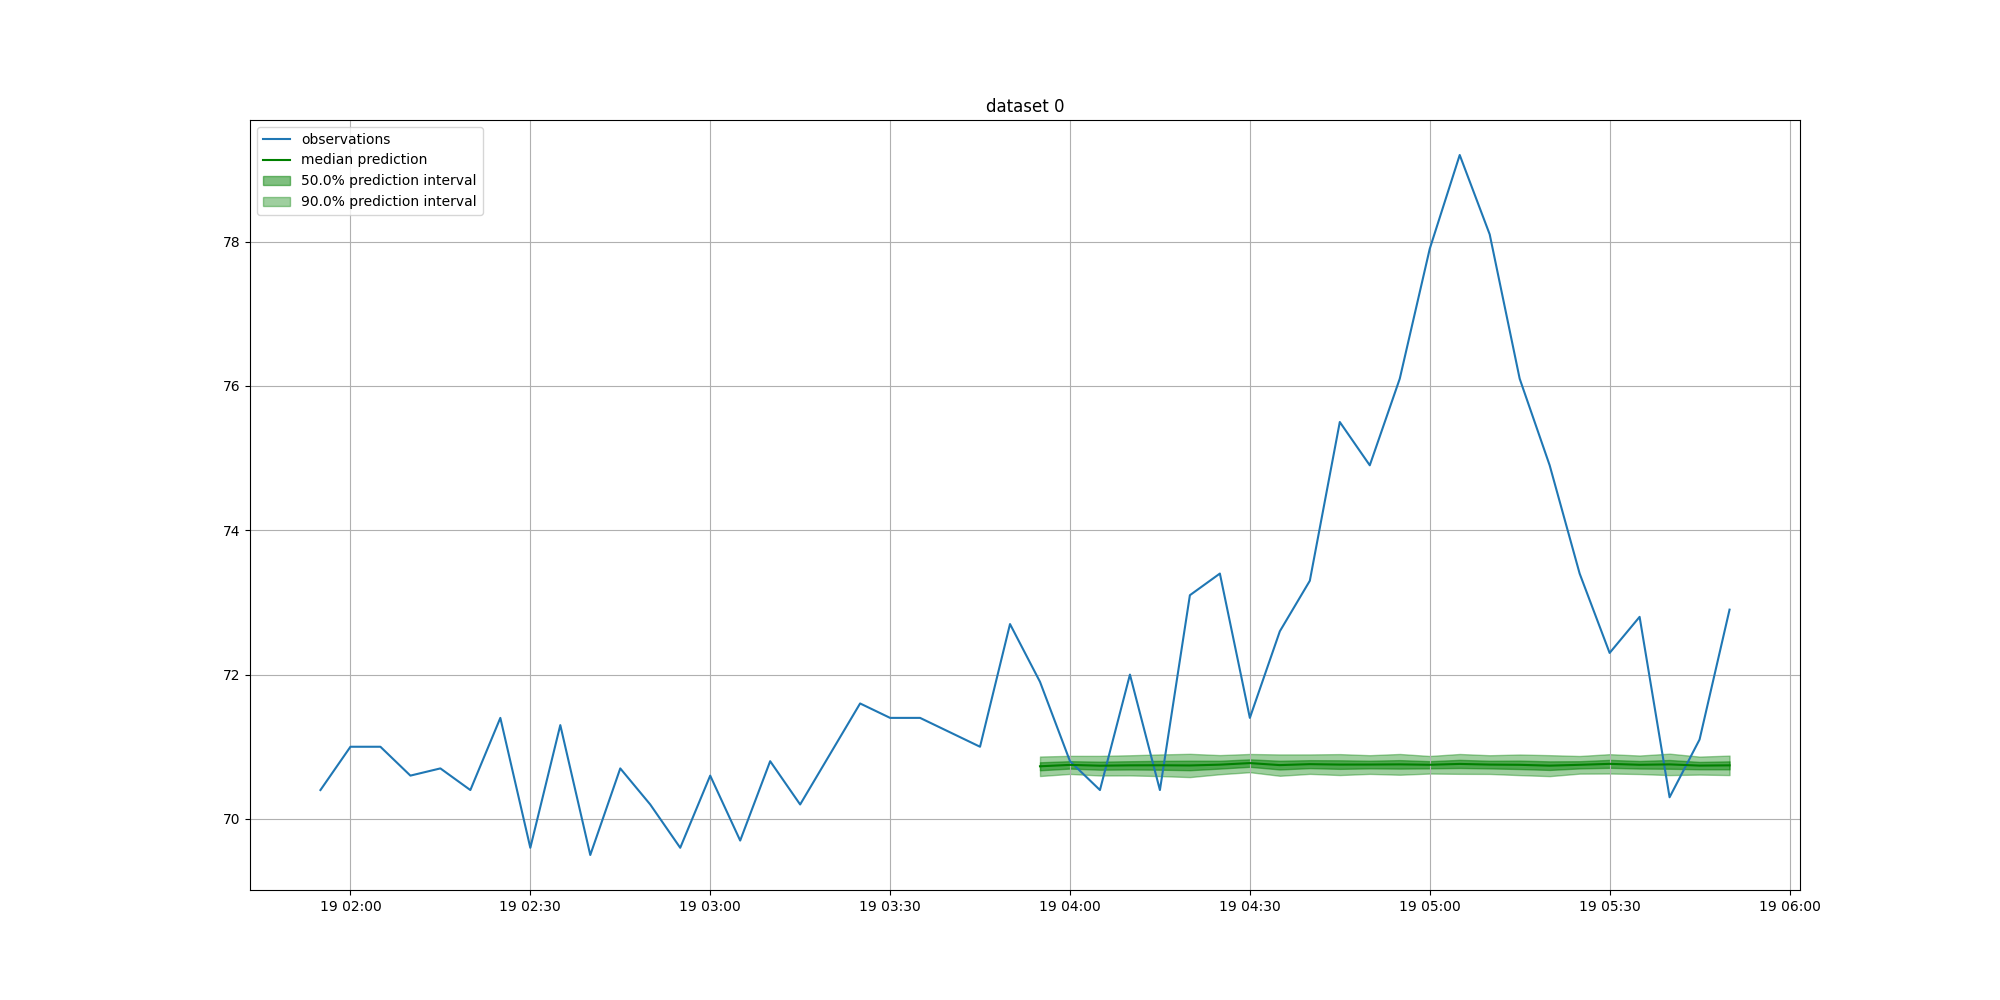 dataset 0
observations
median prediction
50.0% prediction interval
90.0% prediction interval
78
76
74
72
70
19 02:00 19 02:30 19 03:00 19 03:30 19 04:00 19 04:30 19 05:00 19 05:30 19 06:00